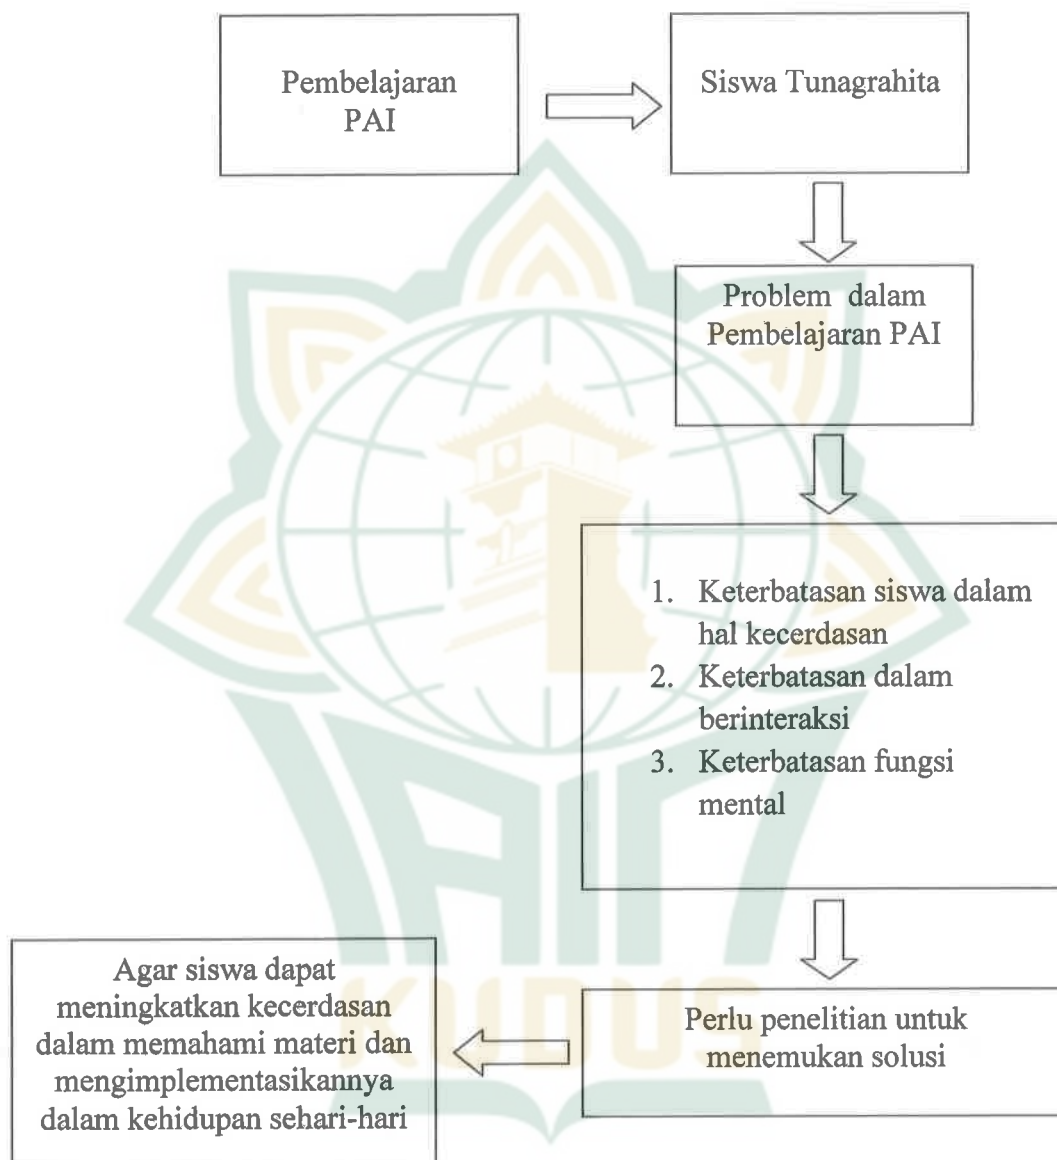 Pembelajaran
PAI
Siswa Tunagrahita
Problem dalam
Pembelajaran PAI
1. Keterbatasan siswa dalam
hal kecerdasan
2. Keterbatasan dalam
berinteraksi
3. Keterbatasan fungsi
mental
Perlu penelitian untuk
menemukan solusi
Agar siswa dapat
meningkatkan kecerdasan
dalam memahami materi dan
mengimplementasikannya
dalam kehidupan sehari-hari
IAIN
KUDUS